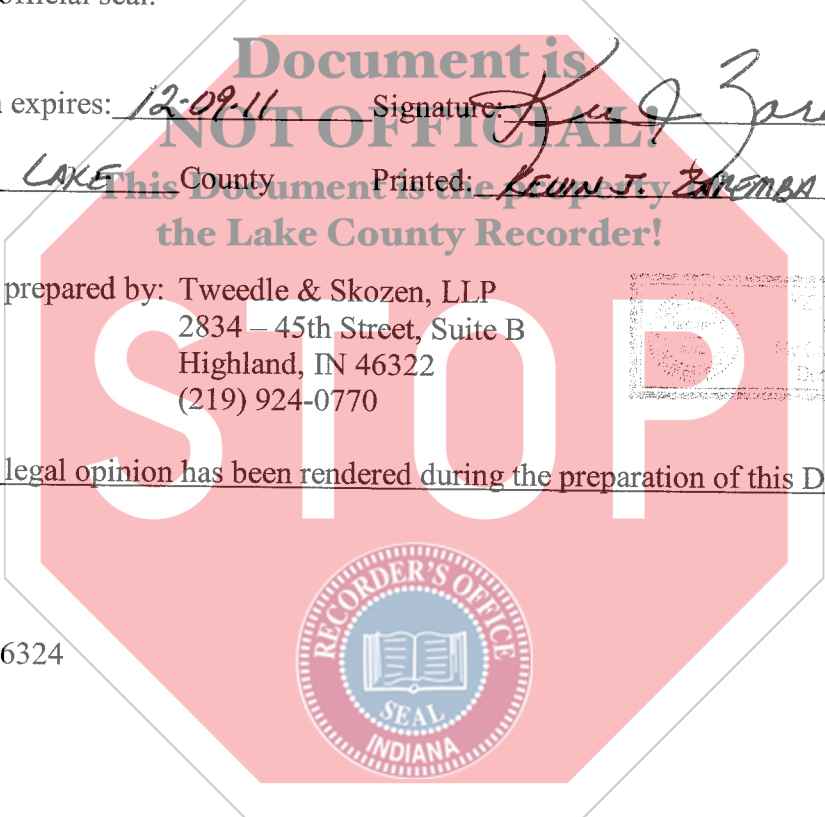 official seal.
Document is
expires: 12-09-11 Signature:
NOT OFFICIAL!
LAKE County Printed: KEVIN J. ZAREMBA
This Document is the property
the Lake County Recorder!
prepared by: Tweedle & Skozen, LLP
2834 – 45th Street, Suite B
Highland, IN 46322
(219) 924-0770
STOP
legal opinion has been rendered during the preparation of this D
RECORDER'S OFFICE
SEAL
INDIANA
6324